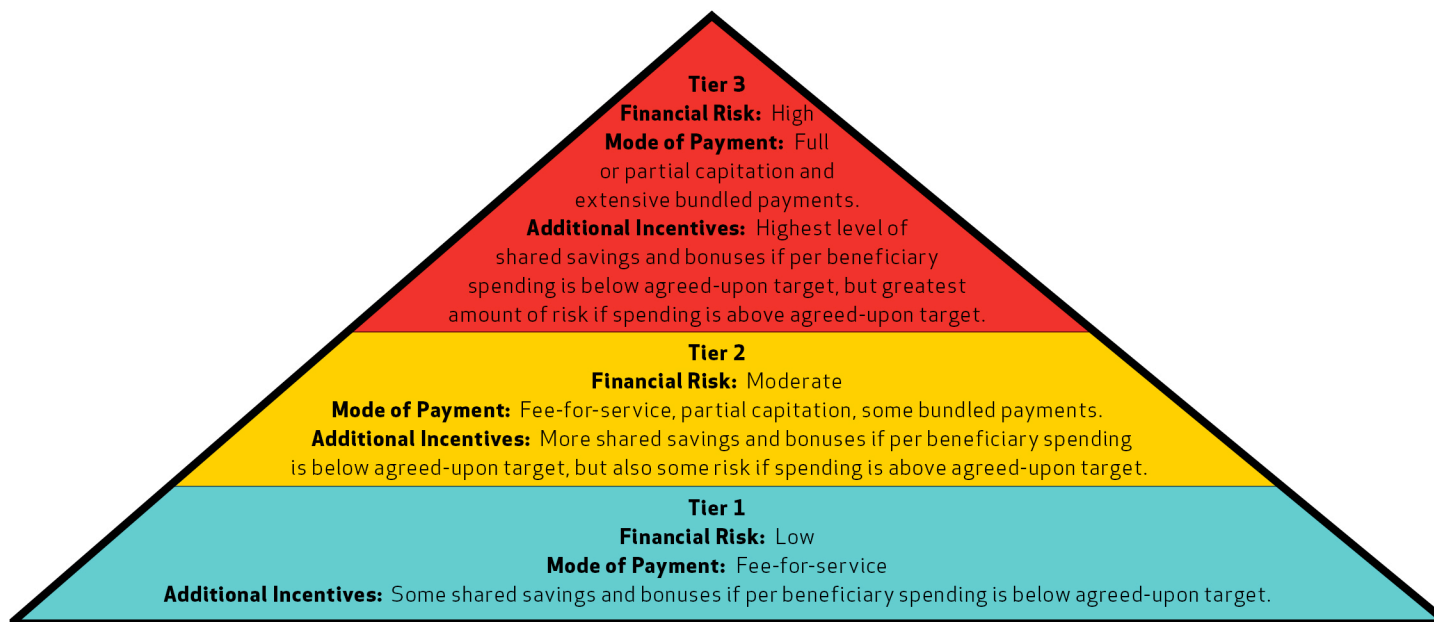 Tier 3
Financial Risk: High
Mode of Payment: Full
or partial capitation and
extensive bundled payments.
Additional Incentives: Highest level of
shared savings and bonuses if per beneficiary
spending is below agreed-upon target, but greatest
amount of risk if spending is above agreed-upon target.
Tier 2
Financial Risk: Moderate
Mode of Payment: Fee-for-service, partial capitation, some bundled payments.
Additional Incentives: More shared savings and bonuses if per beneficiary spending
is below agreed-upon target, but also some risk if spending is above agreed-upon target.
Tier 1
Financial Risk: Low
Mode of Payment: Fee-for-service
Additional Incentives: Some shared savings and bonuses if per beneficiary spending is below agreed-upon target.